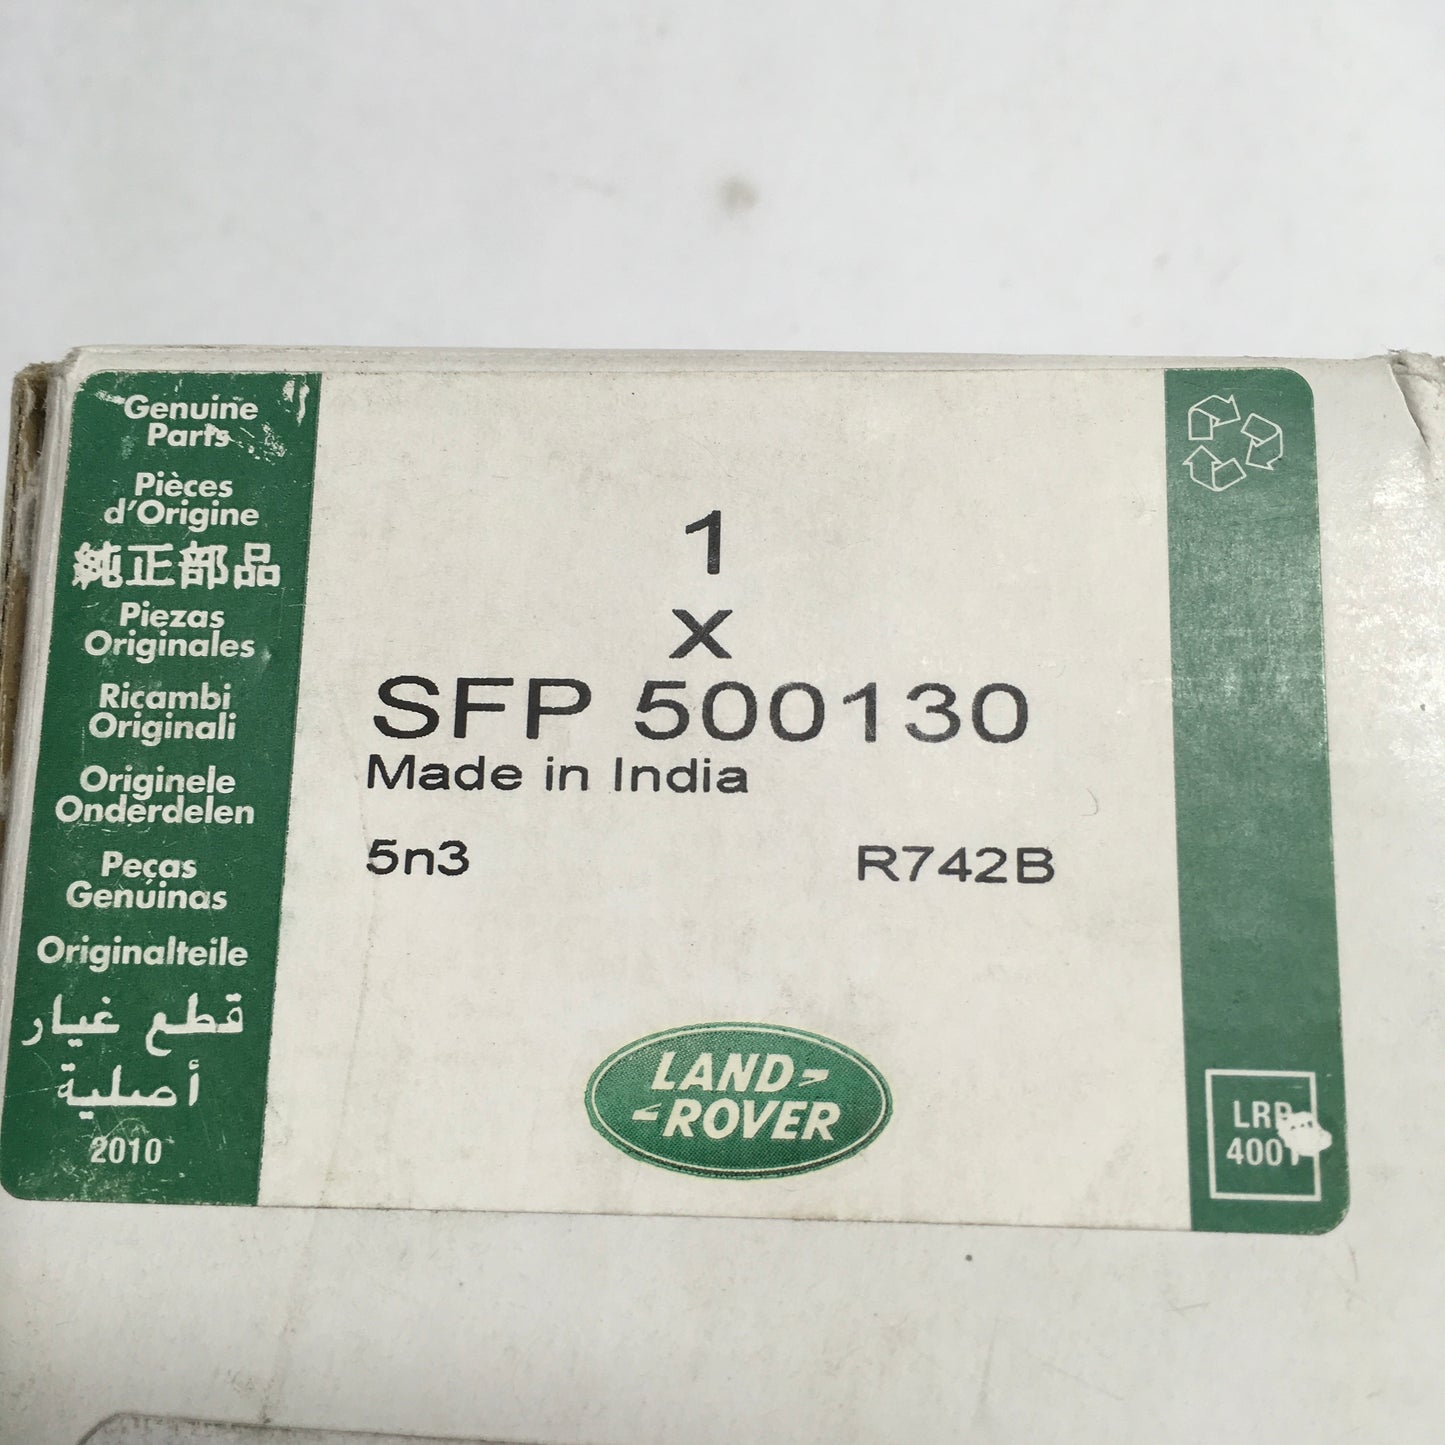 Genuine
Parts
Pièces
d'Origine
純正部品
Piezas
Originales
Ricambi
Originali
Originele
Onderdelen
Peças
Genuinas
Originalteile
قطع غيار
أصلية
2010
1
x
SFP 500130
Made in India
5n3 R742B
LAND
ROVER